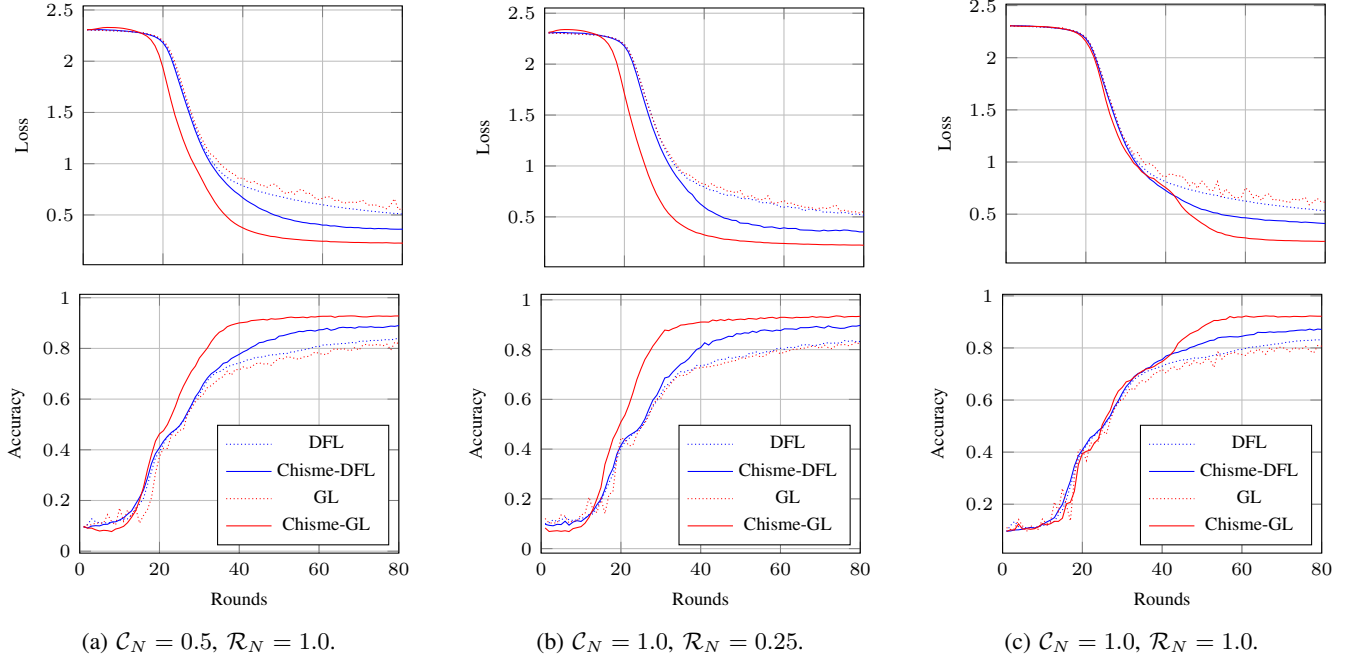 2.5
2
1.5
1
0.5
Loss
1
0.8
0.6
0.4
0.2
0
Accuracy
DFL
Chisme-DFL
GL
Chisme-GL
0 20 40 60 80
Rounds
(a) 𝒞_N = 0.5, ℛ_N = 1.0.
2.5
2
1.5
1
0.5
Loss
1
0.8
0.6
0.4
0.2
0
Accuracy
DFL
Chisme-DFL
GL
Chisme-GL
0 20 40 60 80
Rounds
(b) 𝒞_N = 1.0, ℛ_N = 0.25.
2.5
2
1.5
1
0.5
Loss
1
0.8
0.6
0.4
0.2
Accuracy
DFL
Chisme-DFL
GL
Chisme-GL
0 20 40 60 80
Rounds
(c) 𝒞_N = 1.0, ℛ_N = 1.0.